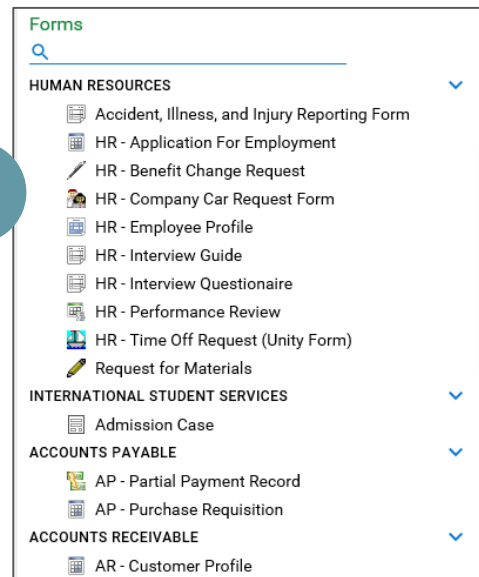 Forms
HUMAN RESOURCES
Accident, Illness, and Injury Reporting Form
HR - Application For Employment
HR - Benefit Change Request
HR - Company Car Request Form
HR - Employee Profile
HR - Interview Guide
HR - Interview Questionaire
HR - Performance Review
HR - Time Off Request (Unity Form)
Request for Materials
INTERNATIONAL STUDENT SERVICES
Admission Case
ACCOUNTS PAYABLE
AP - Partial Payment Record
AP - Purchase Requisition
ACCOUNTS RECEIVABLE
AR - Customer Profile